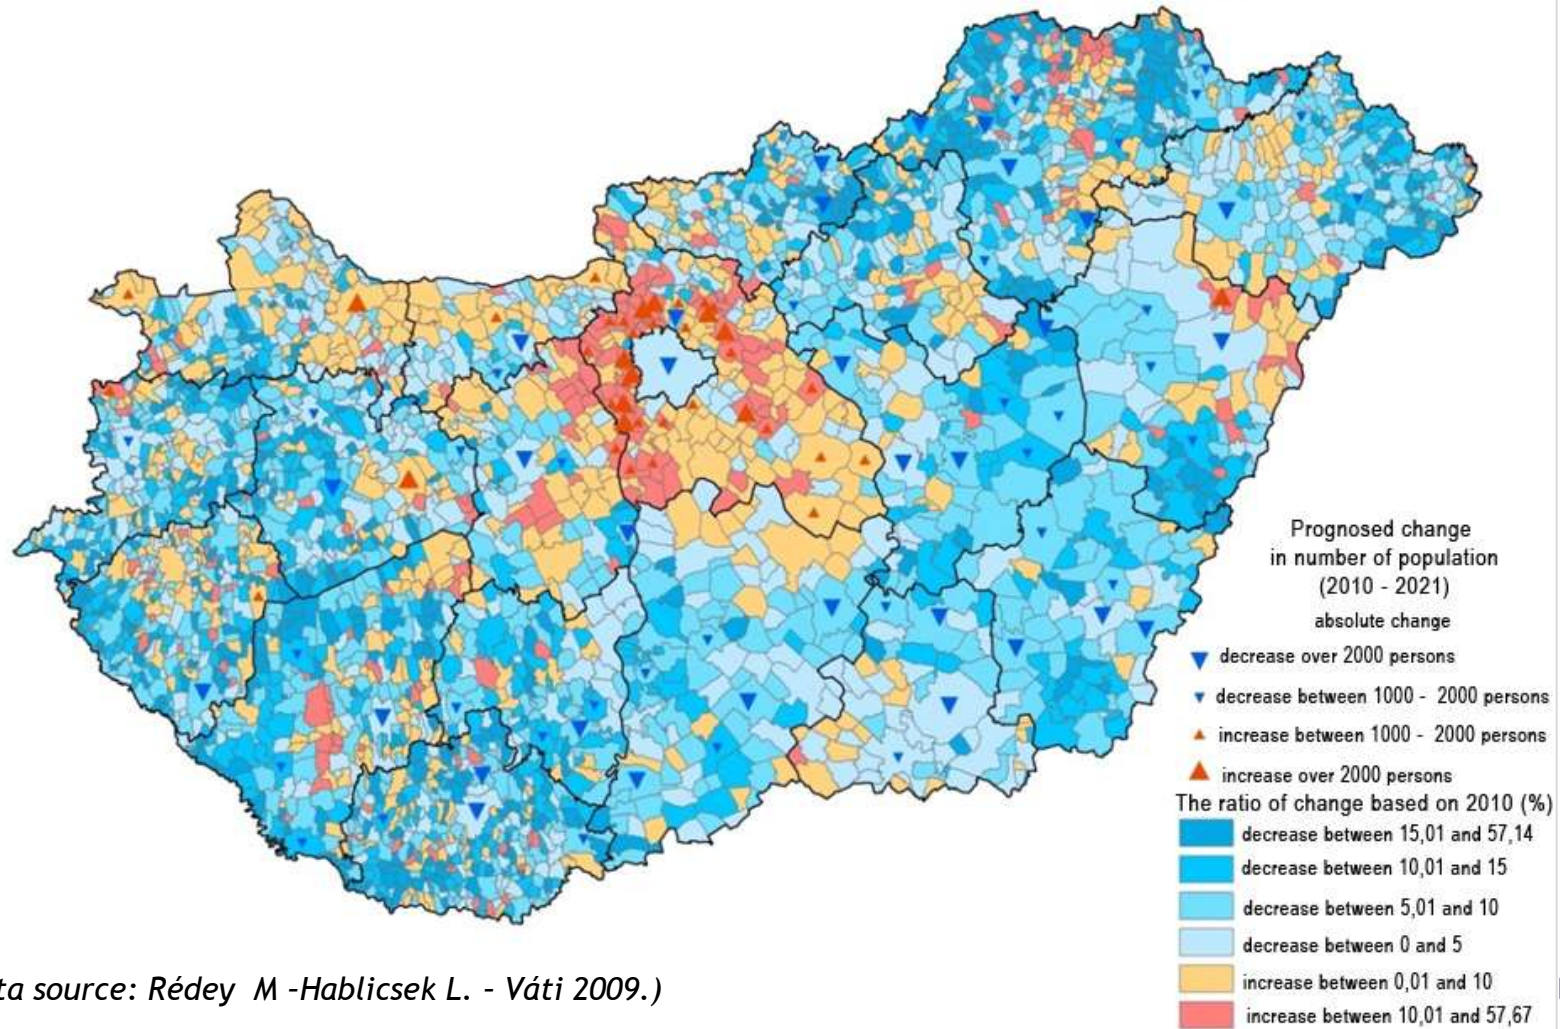 Prognosed change
in number of population
(2010 - 2021)
absolute change
decrease over 2000 persons
decrease between 1000 - 2000 persons
increase between 1000 - 2000 persons
increase over 2000 persons
The ratio of change based on 2010 (%)
decrease between 15,01 and 57,14
decrease between 10,01 and 15
decrease between 5,01 and 10
decrease between 0 and 5
increase between 0,01 and 10
increase between 10,01 and 57,67
ta source: Rédey M –Hablicsek L. - Váti 2009.)